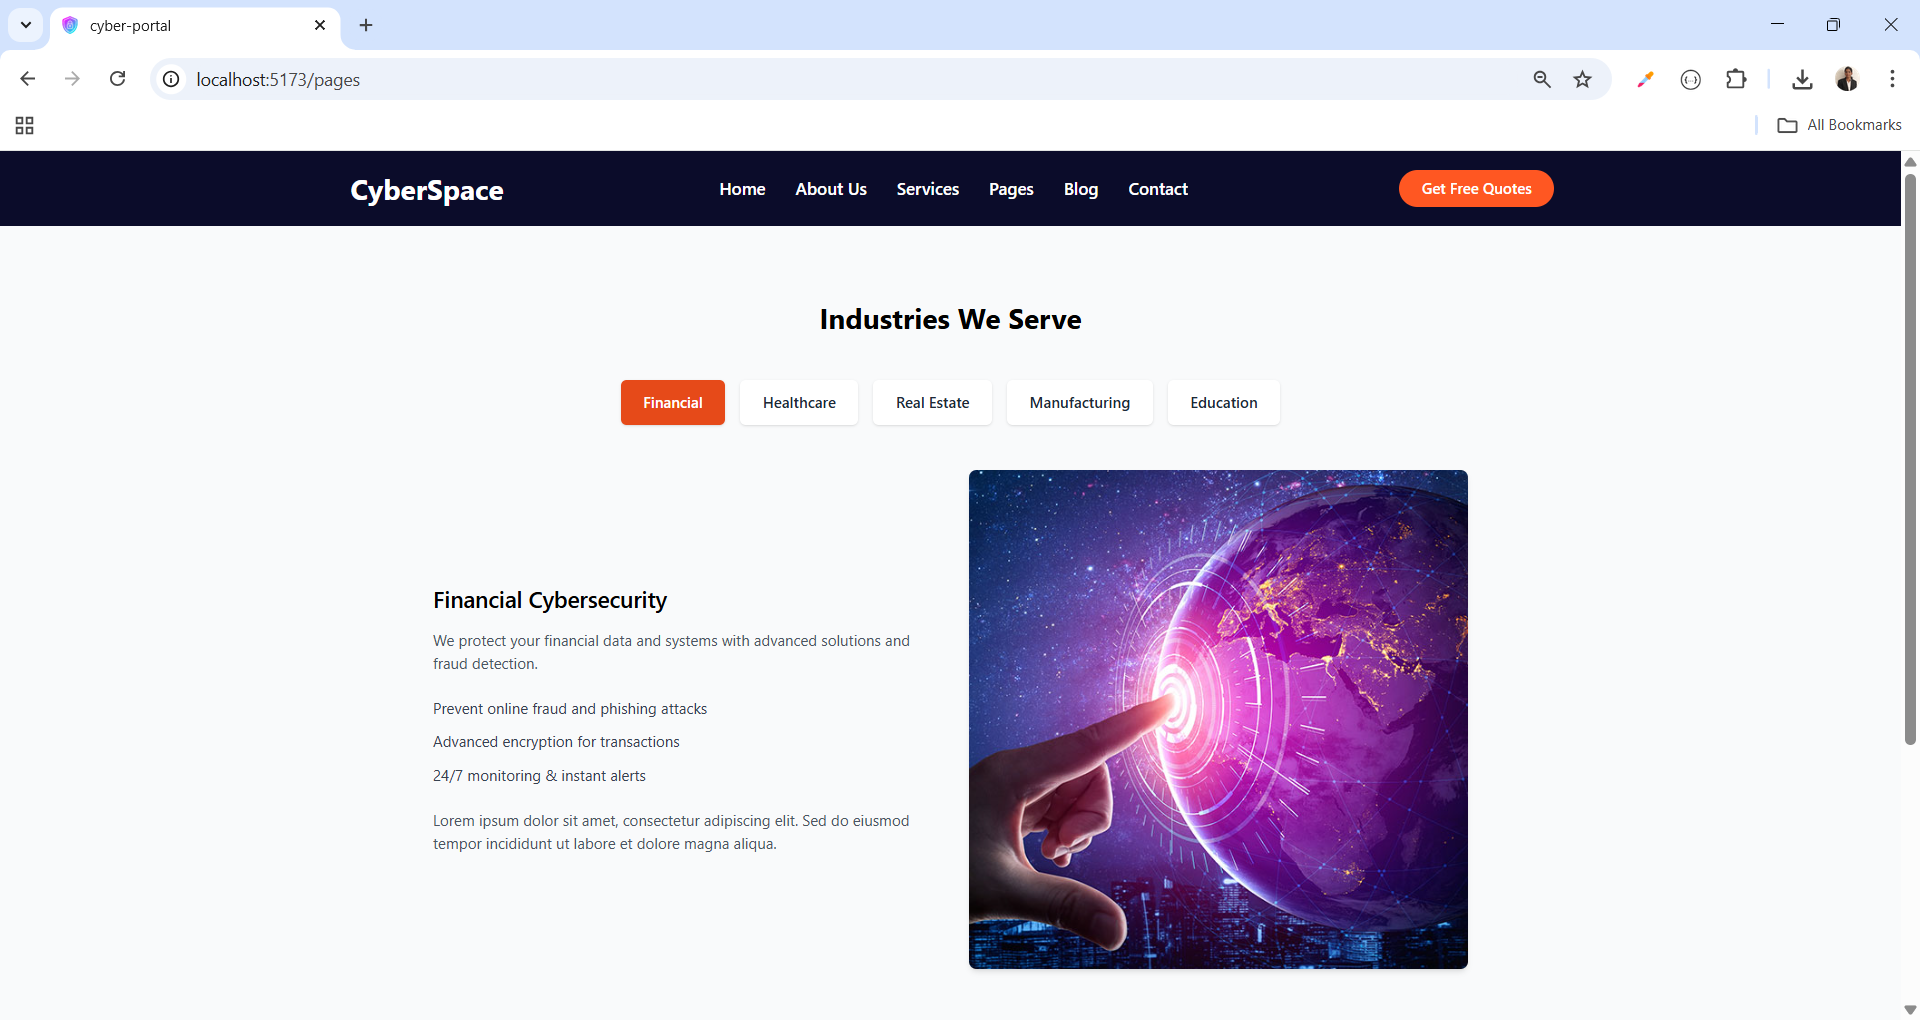 cyber-portal
localhost:5173/pages
All Bookmarks
CyberSpace
Home About Us Services Pages Blog Contact
Get Free Quotes
Industries We Serve
Financial Healthcare Real Estate Manufacturing Education
Financial Cybersecurity
We protect your financial data and systems with advanced solutions and
fraud detection.
Prevent online fraud and phishing attacks
Advanced encryption for transactions
24/7 monitoring & instant alerts
Lorem ipsum dolor sit amet, consectetur adipiscing elit. Sed do eiusmod
tempor incididunt ut labore et dolore magna aliqua.